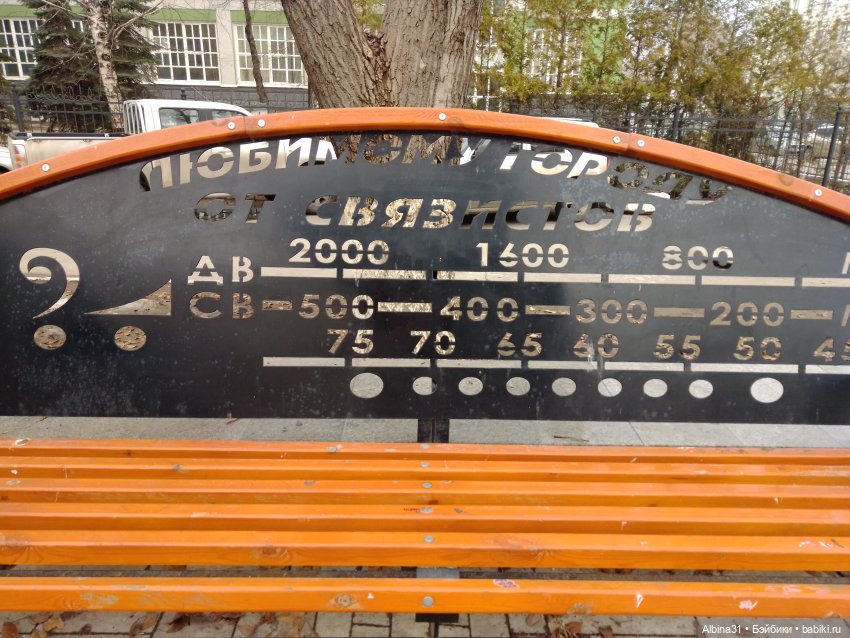 ЛЮБИМОМУ ГОРОДУ
ОТ СВЯЗИСТОВ
ДВ 2000 1600 800
СВ 500 400 300 200
75 70 65 60 55 50 45
Albina31 • Бэйбики • babiki.ru